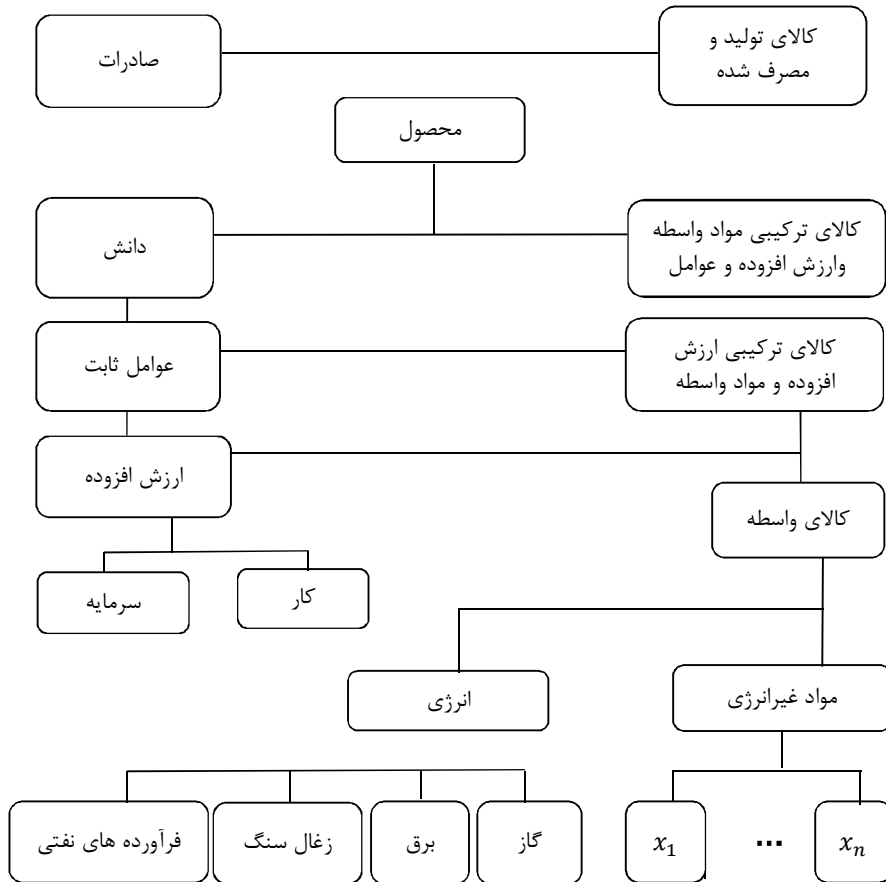 کالای تولید و
مصرف شده
صادرات
محصول
کالای ترکیبی مواد واسطه
وارزش افزوده و عوامل
دانش
کالای ترکیبی ارزش
افزوده و مواد واسطه
عوامل ثابت
ارزش افزوده
کالای واسطه
کار
سرمایه
مواد غیرانرژی
انرژی
x_n
...
x_1
گاز
برق
زغال سنگ
فرآورده های نفتی